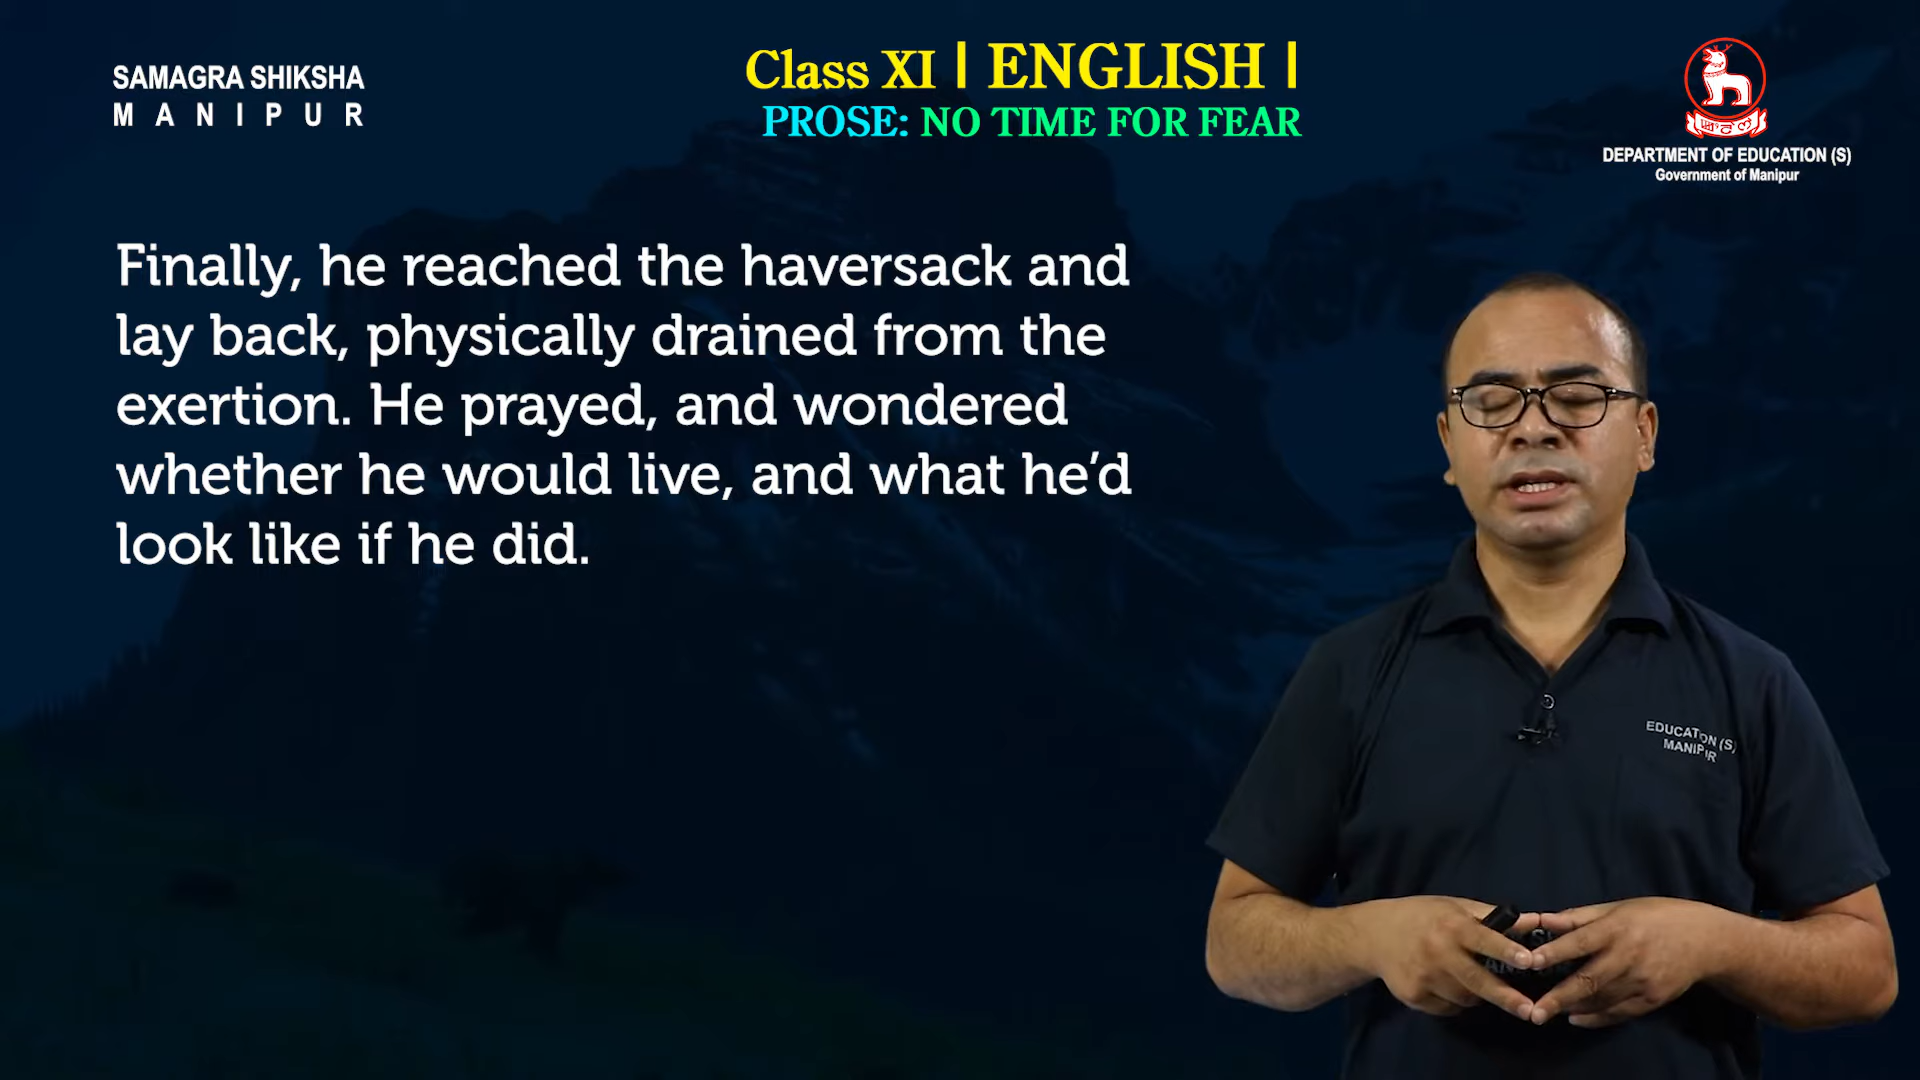 SAMAGRA SHIKSHA
MANIPUR
Class XI | ENGLISH |
PROSE: NO TIME FOR FEAR
DEPARTMENT OF EDUCATION (S)
Government of Manipur
Finally, he reached the haversack and
lay back, physically drained from the
exertion. He prayed, and wondered
whether he would live, and what he’d
look like if he did.
EDUCATION (S)
MANIPUR